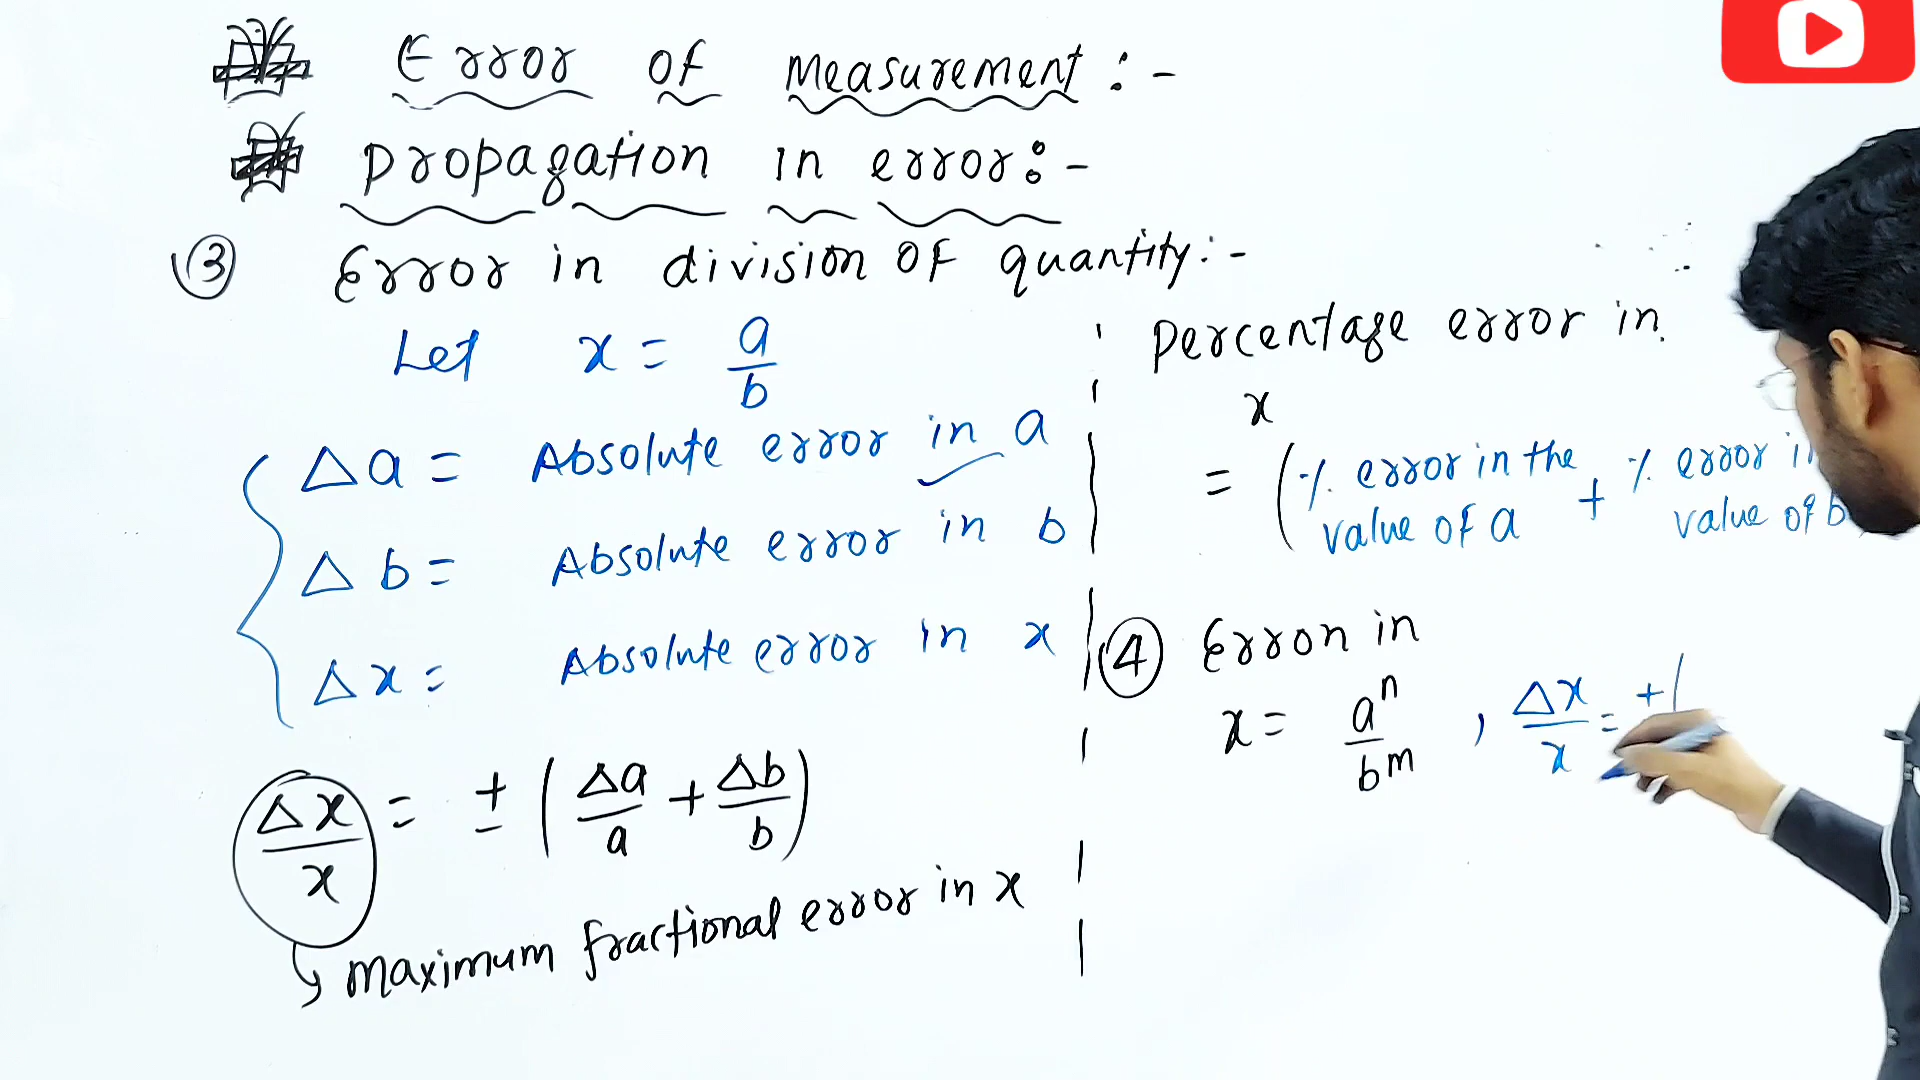 Error of measurement :-
Propagation in error :-
③ Error in division of quantity :-
Let x = a/b
Δa = Absolute error in a
Δb = Absolute error in b
Δx = Absolute error in x
Δx/x = ± (Δa/a + Δb/b)
maximum fractional error in x
Percentage error in
x
= (% error in the value of a + % error in value of b
④ Erron in
x = aⁿ/bᵐ , Δx/x = ± (